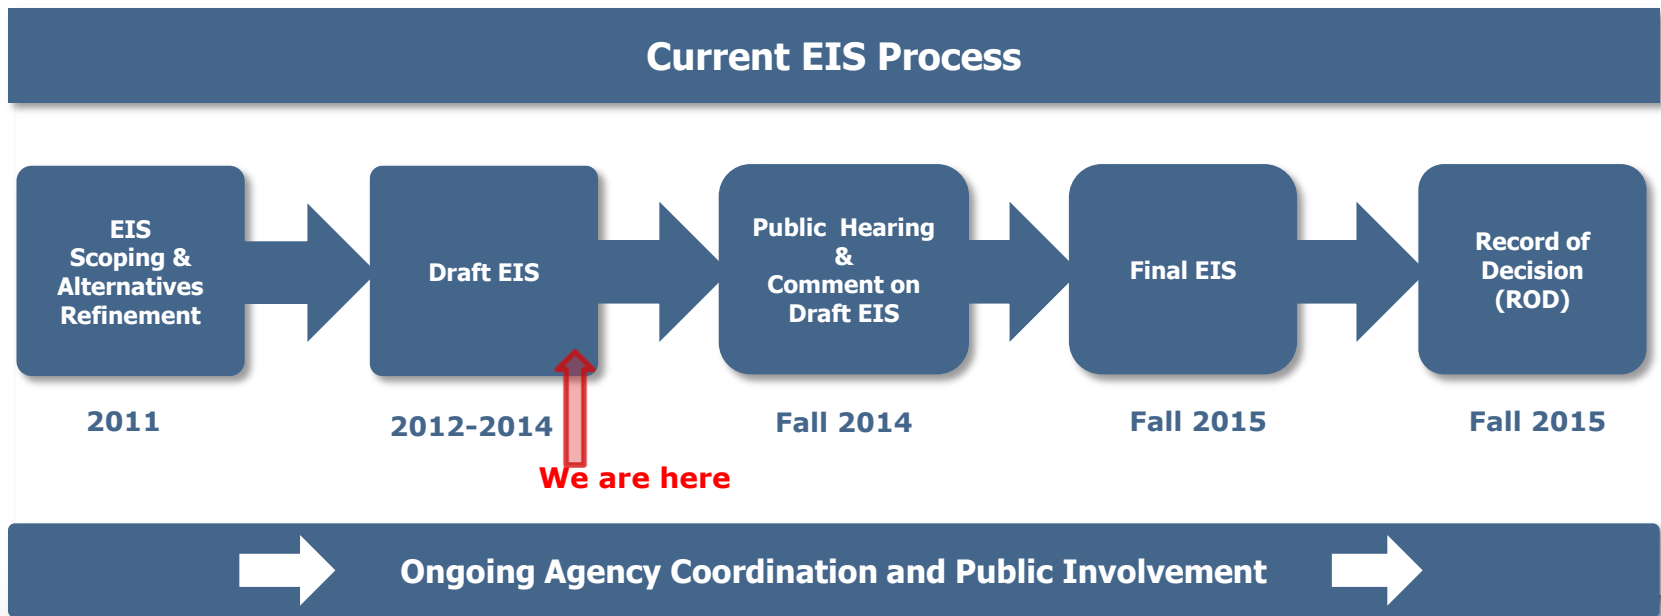 Current EIS Process
EIS
Scoping &
Alternatives
Refinement
Draft EIS
Public Hearing
&
Comment on
Draft EIS
Final EIS
Record of
Decision
(ROD)
2011
2012-2014
Fall 2014
Fall 2015
Fall 2015
We are here
Ongoing Agency Coordination and Public Involvement